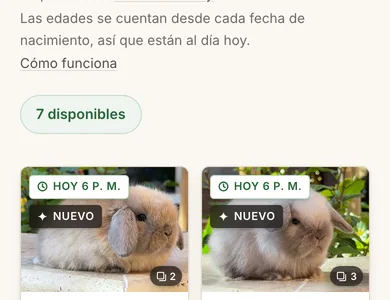 Las edades se cuentan desde cada fecha de
nacimiento, así que están al día hoy.
Cómo funciona
7 disponibles
HOY 6 P. M.
NUEVO
2
HOY 6 P. M.
NUEVO
3